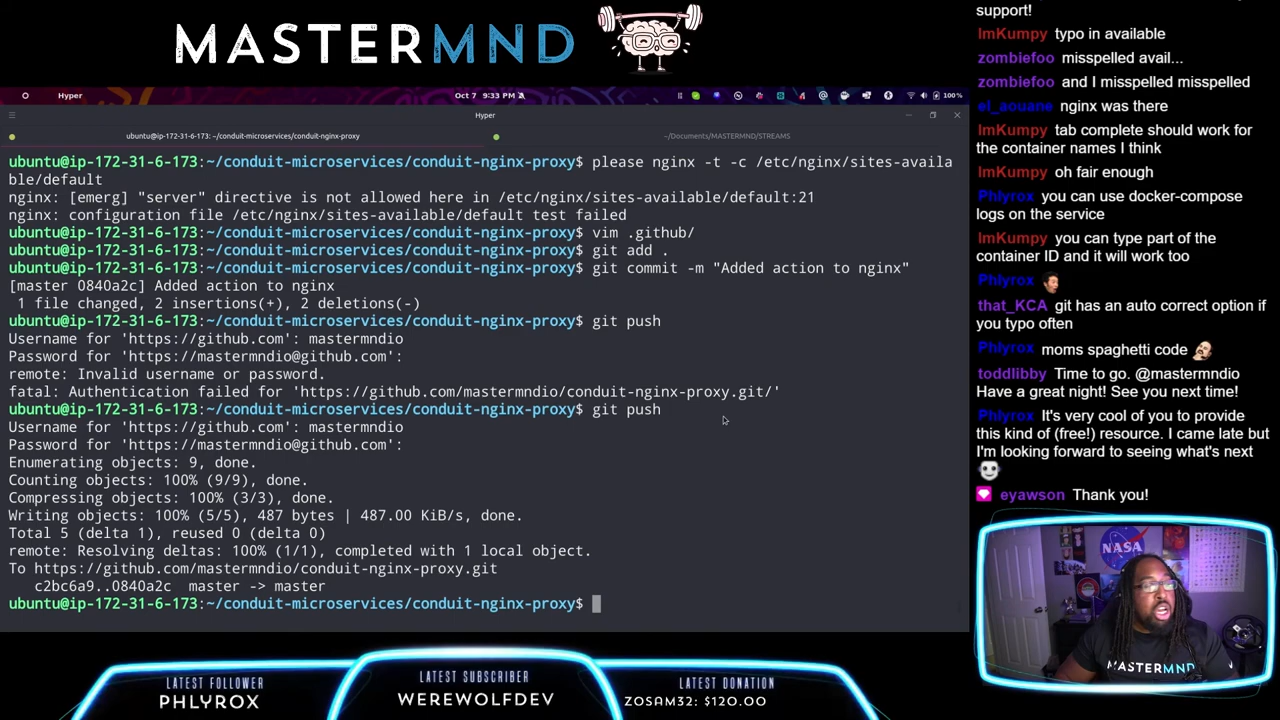 MASTERMND
Hyper
Oct 7 9:33 PM
100%
Hyper
ubuntu@ip-172-31-6-173: ~/conduit-microservices/conduit-nginx-proxy
~/Documents/MASTERMND/STREAMS
ubuntu@ip-172-31-6-173:~/conduit-microservices/conduit-nginx-proxy$ please nginx -t -c /etc/nginx/sites-availa
ble/default
nginx: [emerg] "server" directive is not allowed here in /etc/nginx/sites-available/default:21
nginx: configuration file /etc/nginx/sites-available/default test failed
ubuntu@ip-172-31-6-173:~/conduit-microservices/conduit-nginx-proxy$ vim .github/
ubuntu@ip-172-31-6-173:~/conduit-microservices/conduit-nginx-proxy$ git add .
ubuntu@ip-172-31-6-173:~/conduit-microservices/conduit-nginx-proxy$ git commit -m "Added action to nginx"
[master 0840a2c] Added action to nginx
1 file changed, 2 insertions(+), 2 deletions(-)
ubuntu@ip-172-31-6-173:~/conduit-microservices/conduit-nginx-proxy$ git push
Username for 'https://github.com': mastermndio
Password for 'https://mastermndio@github.com':
remote: Invalid username or password.
fatal: Authentication failed for 'https://github.com/mastermndio/conduit-nginx-proxy.git/'
ubuntu@ip-172-31-6-173:~/conduit-microservices/conduit-nginx-proxy$ git push
Username for 'https://github.com': mastermndio
Password for 'https://mastermndio@github.com':
Enumerating objects: 9, done.
Counting objects: 100% (9/9), done.
Compressing objects: 100% (3/3), done.
Writing objects: 100% (5/5), 487 bytes | 487.00 KiB/s, done.
Total 5 (delta 1), reused 0 (delta 0)
remote: Resolving deltas: 100% (1/1), completed with 1 local object.
To https://github.com/mastermndio/conduit-nginx-proxy.git
c2bc6a9..0840a2c master -> master
ubuntu@ip-172-31-6-173:~/conduit-microservices/conduit-nginx-proxy$
support!
ImKumpy typo in available
zombiefoo misspelled avail...
zombiefoo and I misspelled misspelled
el_aouane nginx was there
ImKumpy tab complete should work for
the container names I think
ImKumpy oh fair enough
Phlyrox you can use docker-compose
logs on the service
ImKumpy you can type part of the
container ID and it will work too
Phlyrox
that_KCA git has an auto correct option if
you typo often
Phlyrox moms spaghetti code
toddlibby Time to go. @mastermndio
Have a great night! See you next time!
Phlyrox It's very cool of you to provide
this kind of (free!) resource. I came late but
I'm looking forward to seeing what's next
eyawson Thank you!
NASA
MASTERMND
LATEST FOLLOWER
PHLYROX
LATEST SUBSCRIBER
WEREWOLFDEV
LATEST DONATION
ZOSAM32: $120.00